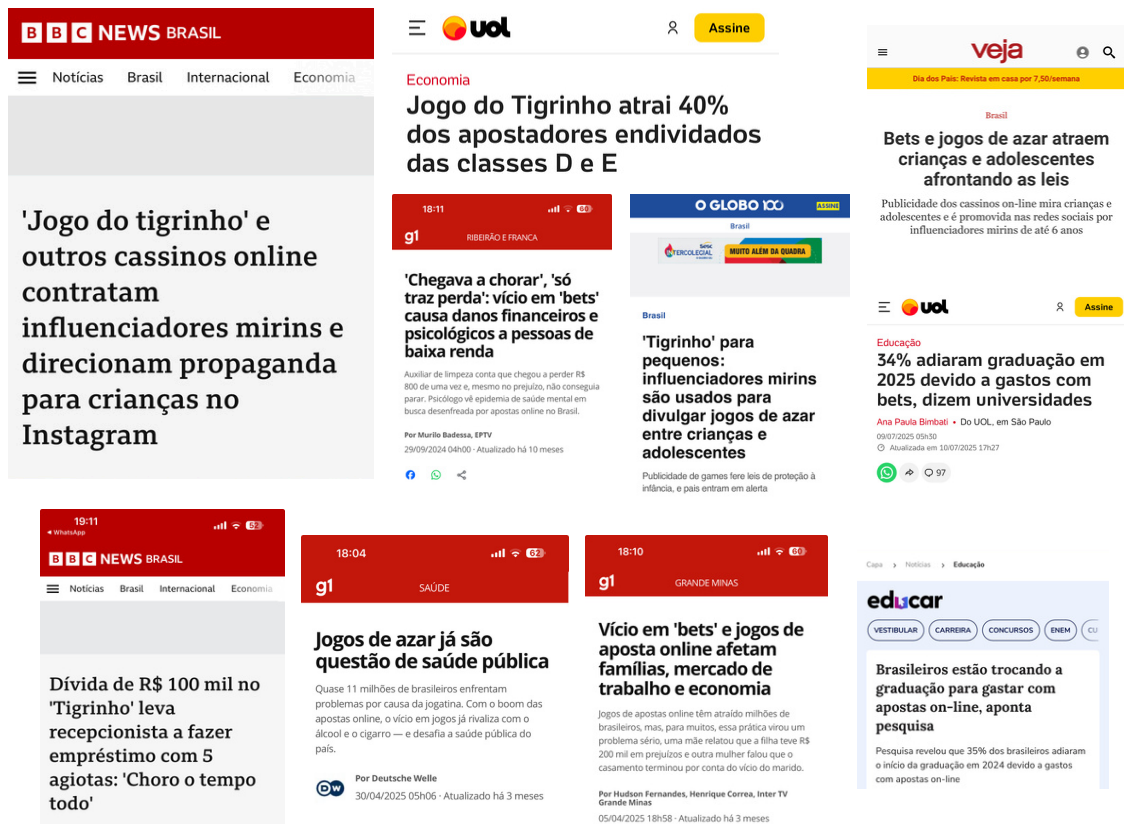 BBC NEWS BRASIL
Notícias Brasil Internacional Economia
'Jogo do tigrinho' e
outros cassinos online
contratam
influenciadores mirins e
direcionam propaganda
para crianças no
Instagram
uol
Assine
Economia
Jogo do Tigrinho atrai 40%
dos apostadores endividados
das classes D e E
18:11 60
g1 RIBEIRÃO E FRANCA
'Chegava a chorar', 'só
traz perda': vício em 'bets'
causa danos financeiros e
psicológicos a pessoas de
baixa renda
Auxiliar de limpeza conta que chegou a perder R$
800 de uma vez e, mesmo no prejuízo, não conseguia
parar. Psicólogo vê epidemia de saúde mental em
busca desenfreada por apostas online no Brasil.
Por Murilo Badessa, EPTV
29/09/2024 04h00 · Atualizado há 10 meses
O GLOBO 100 ASSINE
Brasil
INTERCOLEGIAL sesc MUITO ALÉM DA QUADRA
Brasil
'Tigrinho' para
pequenos:
influenciadores mirins
são usados para
divulgar jogos de azar
entre crianças e
adolescentes
Publicidade de games fere leis de proteção à
infância, e pais entram em alerta
veja
Dia dos Pais: Revista em casa por 7,50/semana
Brasil
Bets e jogos de azar atraem
crianças e adolescentes
afrontando as leis
Publicidade dos cassinos on-line mira crianças e
adolescentes e é promovida nas redes sociais por
influenciadores mirins de até 6 anos
uol
Assine
Educação
34% adiaram graduação em
2025 devido a gastos com
bets, dizem universidades
Ana Paula Bimbati • Do UOL, em São Paulo
09/07/2025 05h30
Atualizada em 10/07/2025 17h27
97
19:11 52
WhatsApp
BBC NEWS BRASIL
Notícias Brasil Internacional Economia
Dívida de R$ 100 mil no
'Tigrinho' leva
recepcionista a fazer
empréstimo com 5
agiotas: 'Choro o tempo
todo'
18:04 62
g1 SAÚDE
Jogos de azar já são
questão de saúde pública
Quase 11 milhões de brasileiros enfrentam
problemas por causa da jogatina. Com o boom das
apostas online, o vício em jogos já rivaliza com o
álcool e o cigarro — e desafia a saúde pública do
país.
DW
Por Deutsche Welle
30/04/2025 05h06 · Atualizado há 3 meses
18:10 60
g1 GRANDE MINAS
Vício em 'bets' e jogos de
aposta online afetam
famílias, mercado de
trabalho e economia
Jogos de apostas online têm atraído milhões de
brasileiros, mas, para muitos, essa prática virou um
problema sério, uma mãe relatou que a filha teve R$
200 mil em prejuízos e outra mulher falou que o
casamento terminou por conta do vício do marido.
Por Hudson Fernandes, Henrique Correa, Inter TV
Grande Minas
05/04/2025 18h58 · Atualizado há 3 meses
Capa Notícias Educação
educar
VESTIBULAR CARREIRA CONCURSOS ENEM CU
Brasileiros estão trocando a
graduação para gastar com
apostas on-line, aponta
pesquisa
Pesquisa revelou que 35% dos brasileiros adiaram
o início da graduação em 2024 devido a gastos
com apostas on-line